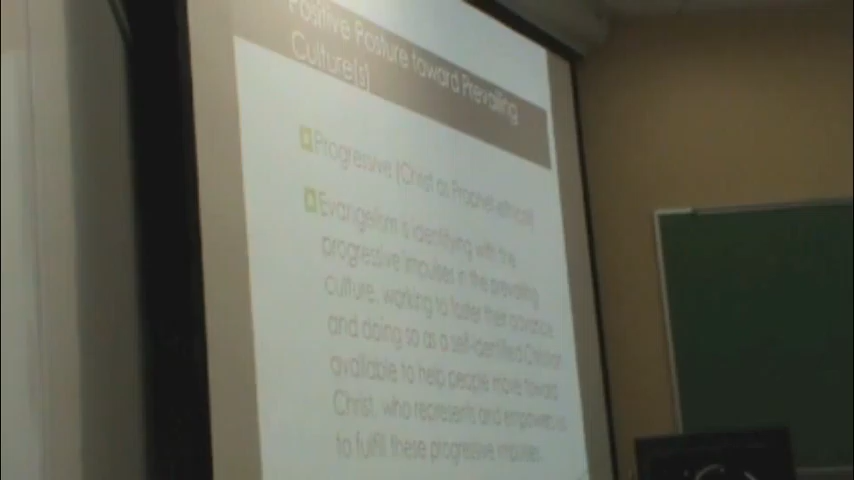 Positive Posture toward Prevailing
Culture(s)
Progressive (Christ as Prophet-ethical)
Evangelism is identifying with the
progressive impulses in the prevailing
culture, working to foster their advance
and doing so as a self-identified Christian
available to help people move toward
Christ, who represents and empowers us
to fulfill these progressive impulses.